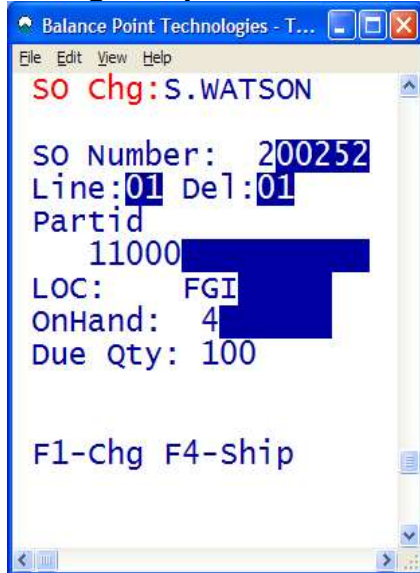 Balance Point Technologies - T...
File Edit View Help
SO Chg:S.WATSON
SO Number: 200252
Line:01 Del:01
Partid
11000
LOC: FGI
OnHand: 4
Due Qty: 100
F1-Chg F4-Ship